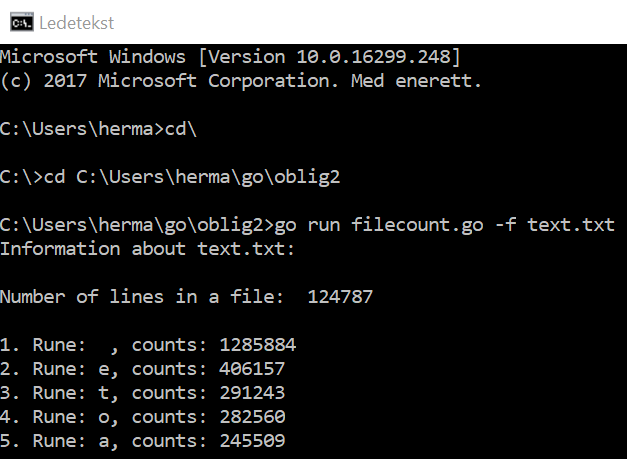 Ledetekst
Microsoft Windows [Version 10.0.16299.248]
(c) 2017 Microsoft Corporation. Med enerett.
C:\Users\herma>cd\
C:\>cd C:\Users\herma\go\oblig2
C:\Users\herma\go\oblig2>go run filecount.go -f text.txt
Information about text.txt:
Number of lines in a file:  124787
1. Rune:  , counts: 1285884
2. Rune: e, counts: 406157
3. Rune: t, counts: 291243
4. Rune: o, counts: 282560
5. Rune: a, counts: 245509